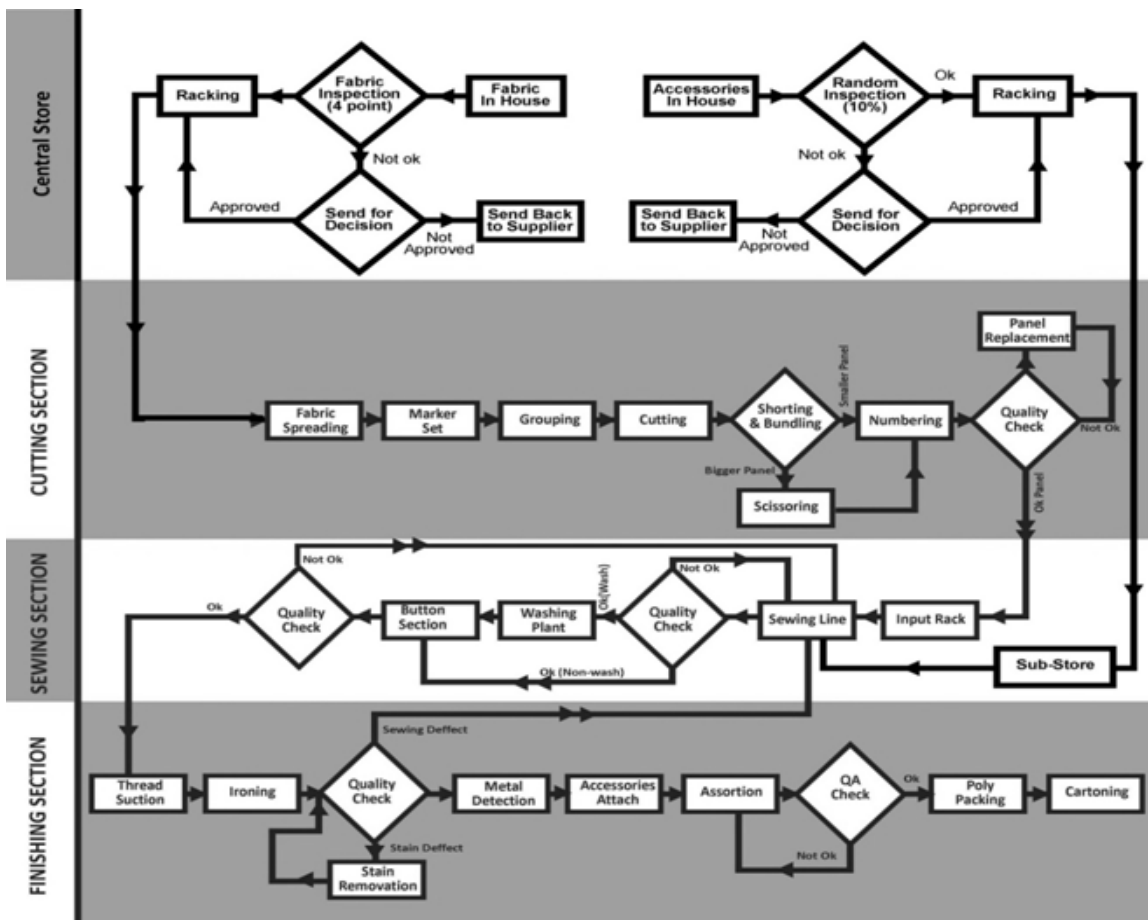 Central Store
Racking
Fabric
Inspection
(4 point)
Fabric
In House
Accessories
In House
Random
Inspection
(10%)
Ok
Racking
Not ok
Not ok
Approved
Send for
Decision
Not
Approved
Send Back
to Supplier
Send Back
to Supplier
Not
Approved
Send for
Decision
Approved
CUTTING SECTION
Fabric
Spreading
Marker
Set
Grouping
Cutting
Shorting
& Bundling
Smaller Panel
Numbering
Quality
Check
Panel
Replacement
Not Ok
Bigger Panel
Scissoring
Ok Panel
SEWING SECTION
Ok
Quality
Check
Not Ok
Button
Section
Washing
Plant
Ok(Wash)
Quality
Check
Not Ok
Sewing Line
Input Rack
Ok (Non-wash)
Sub-Store
FINISHING SECTION
Thread
Suction
Ironing
Quality
Check
Sewing Deffect
Stain Deffect
Stain
Removation
Metal
Detection
Accessories
Attach
Assortion
QA
Check
Ok
Not Ok
Poly
Packing
Cartoning